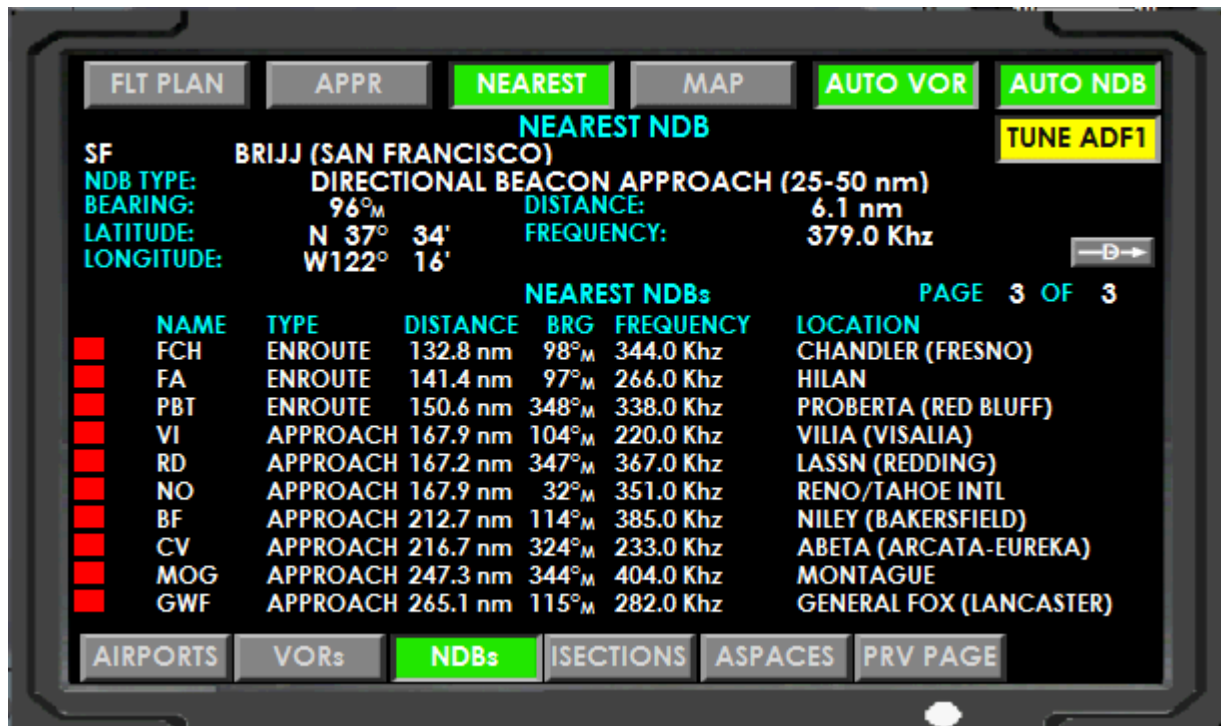 FLT PLAN APPR NEAREST MAP AUTO VOR AUTO NDB
NEAREST NDB
TUNE ADF1
SF BRIJJ (SAN FRANCISCO)
NDB TYPE: DIRECTIONAL BEACON APPROACH (25-50 nm)
BEARING: 96°M DISTANCE: 6.1 nm
LATITUDE: N 37° 34' FREQUENCY: 379.0 Khz
LONGITUDE: W122° 16'
D
NEAREST NDBs PAGE 3 OF 3
NAME TYPE DISTANCE BRG FREQUENCY LOCATION
FCH ENROUTE 132.8 nm 98°M 344.0 Khz CHANDLER (FRESNO)
FA ENROUTE 141.4 nm 97°M 266.0 Khz HILAN
PBT ENROUTE 150.6 nm 348°M 338.0 Khz PROBERTA (RED BLUFF)
VI APPROACH 167.9 nm 104°M 220.0 Khz VILIA (VISALIA)
RD APPROACH 167.2 nm 347°M 367.0 Khz LASSN (REDDING)
NO APPROACH 167.9 nm 32°M 351.0 Khz RENO/TAHOE INTL
BF APPROACH 212.7 nm 114°M 385.0 Khz NILEY (BAKERSFIELD)
CV APPROACH 216.7 nm 324°M 233.0 Khz ABETA (ARCATA-EUREKA)
MOG APPROACH 247.3 nm 344°M 404.0 Khz MONTAGUE
GWF APPROACH 265.1 nm 115°M 282.0 Khz GENERAL FOX (LANCASTER)
AIRPORTS VORs NDBs ISECTIONS ASPACES PRV PAGE